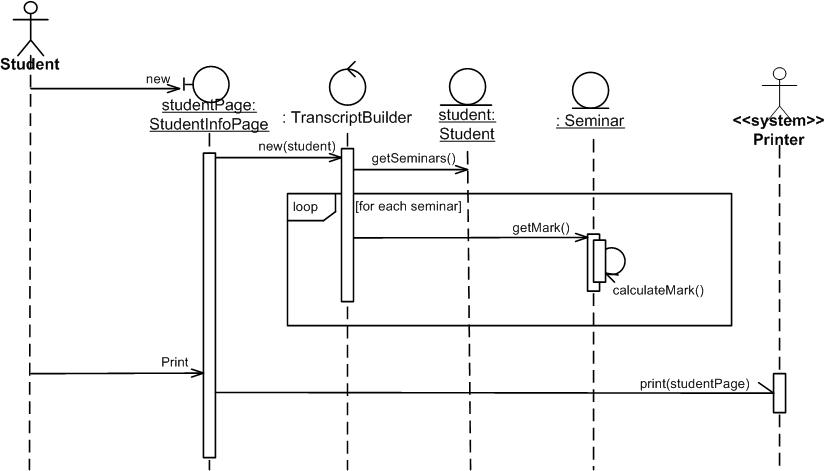 Student
new
studentPage:
StudentInfoPage
: TranscriptBuilder
student:
Student
: Seminar
<<system>>
Printer
new(student)
getSeminars()
loop
[for each seminar]
getMark()
calculateMark()
Print
print(studentPage)